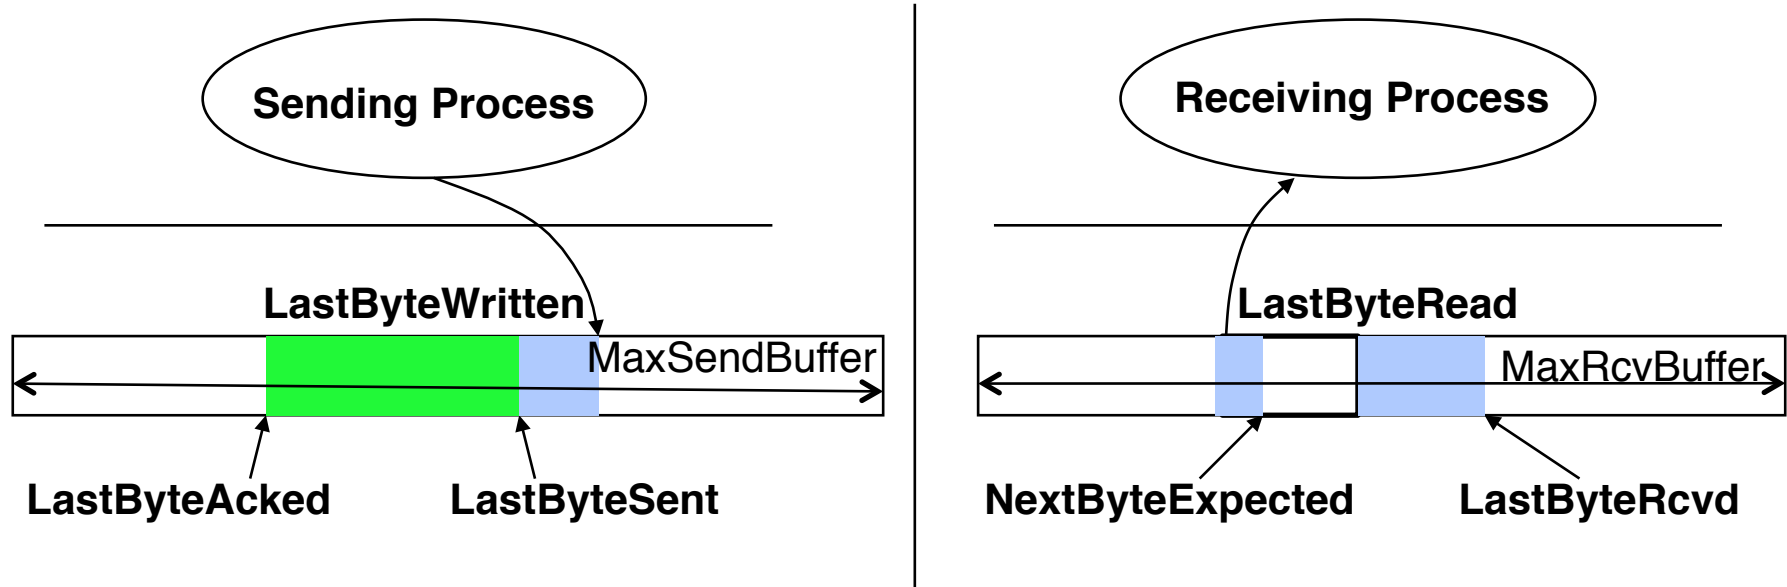 Sending Process
LastByteWritten
MaxSendBuffer
LastByteAcked
LastByteSent
Receiving Process
LastByteRead
MaxRcvBuffer
NextByteExpected
LastByteRcvd